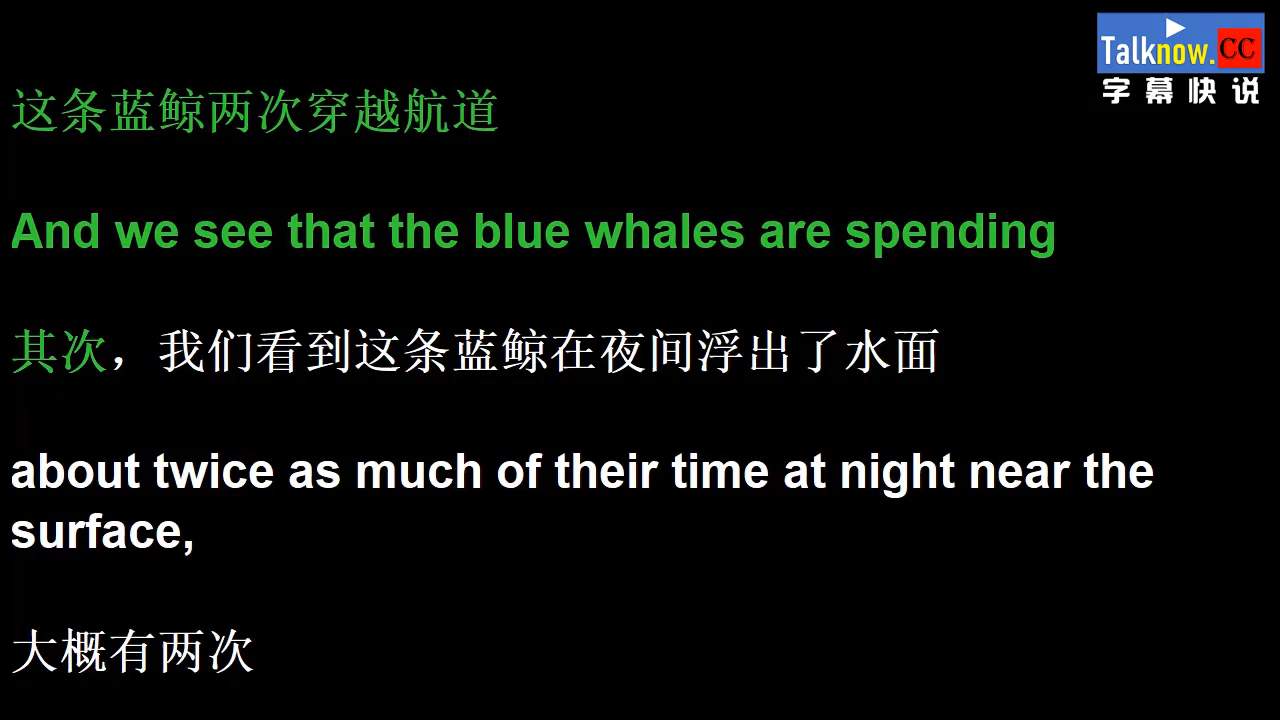 Talknow.CC
字幕快说
这条蓝鲸两次穿越航道
And we see that the blue whales are spending
其次，我们看到这条蓝鲸在夜间浮出了水面
about twice as much of their time at night near the
surface,
大概有两次